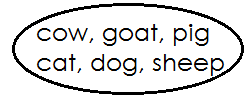 cow, goat, pig
cat, dog, sheep